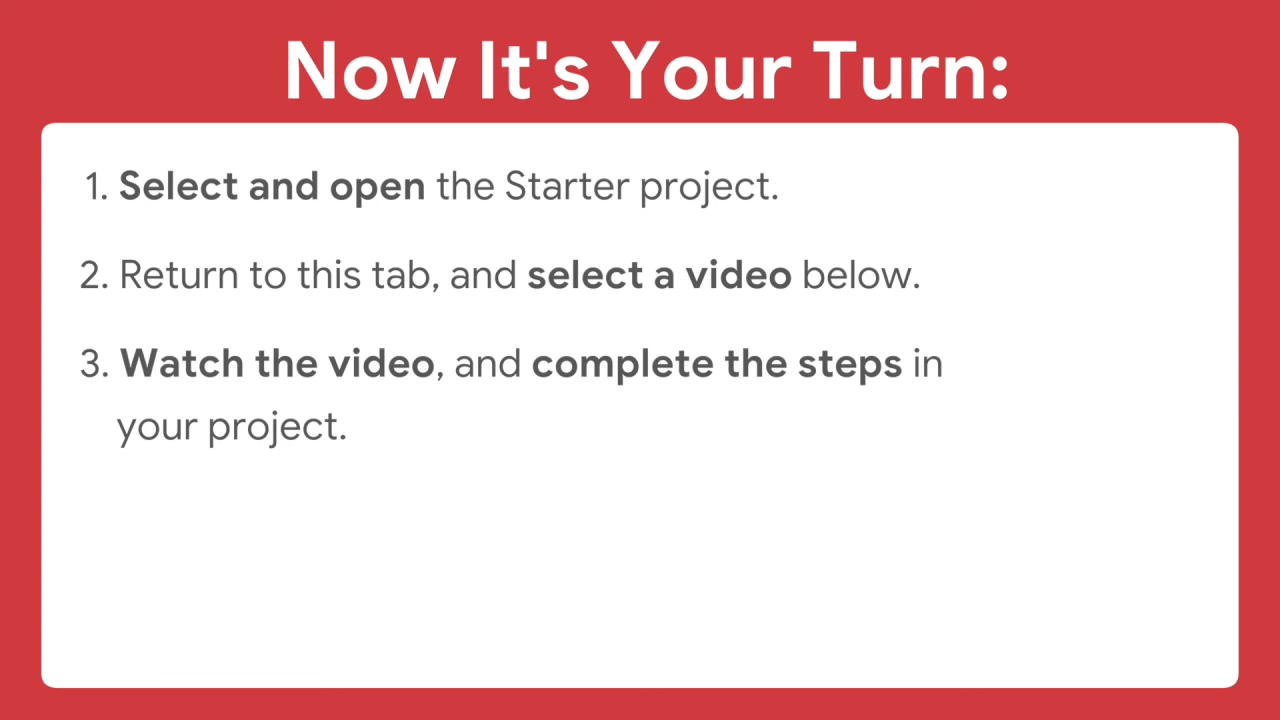 Now It's Your Turn:
1. Select and open the Starter project.
2. Return to this tab, and select a video below.
3. Watch the video, and complete the steps in
your project.